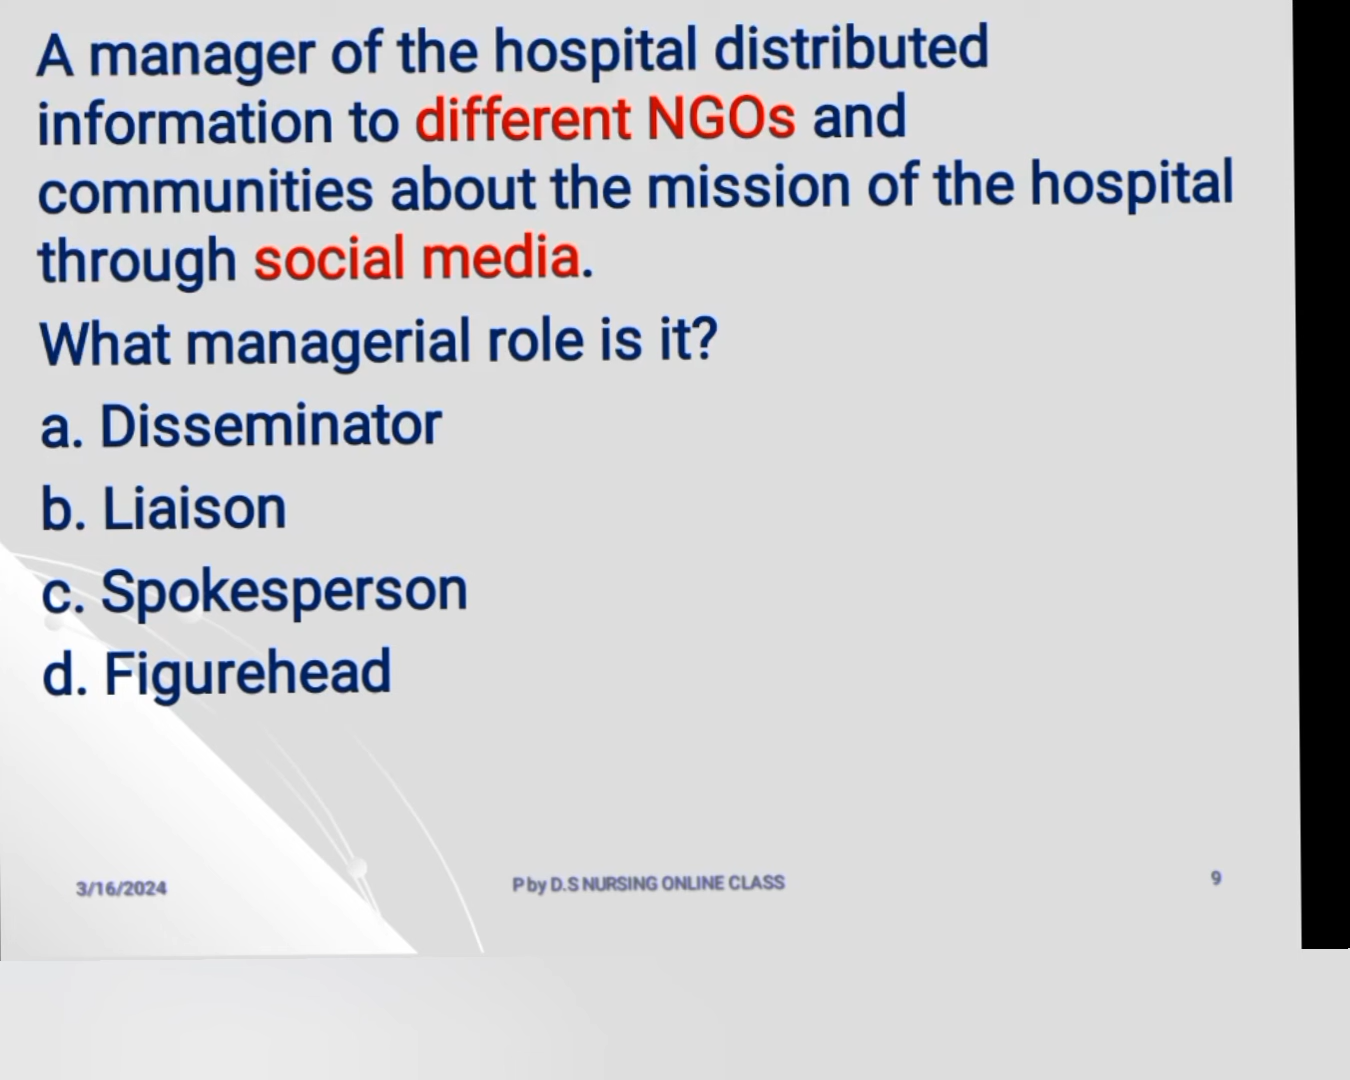 A manager of the hospital distributed
information to different NGOs and
communities about the mission of the hospital
through social media.
What managerial role is it?
a. Disseminator
b. Liaison
c. Spokesperson
d. Figurehead
3/16/2024 P by D.S NURSING ONLINE CLASS 9